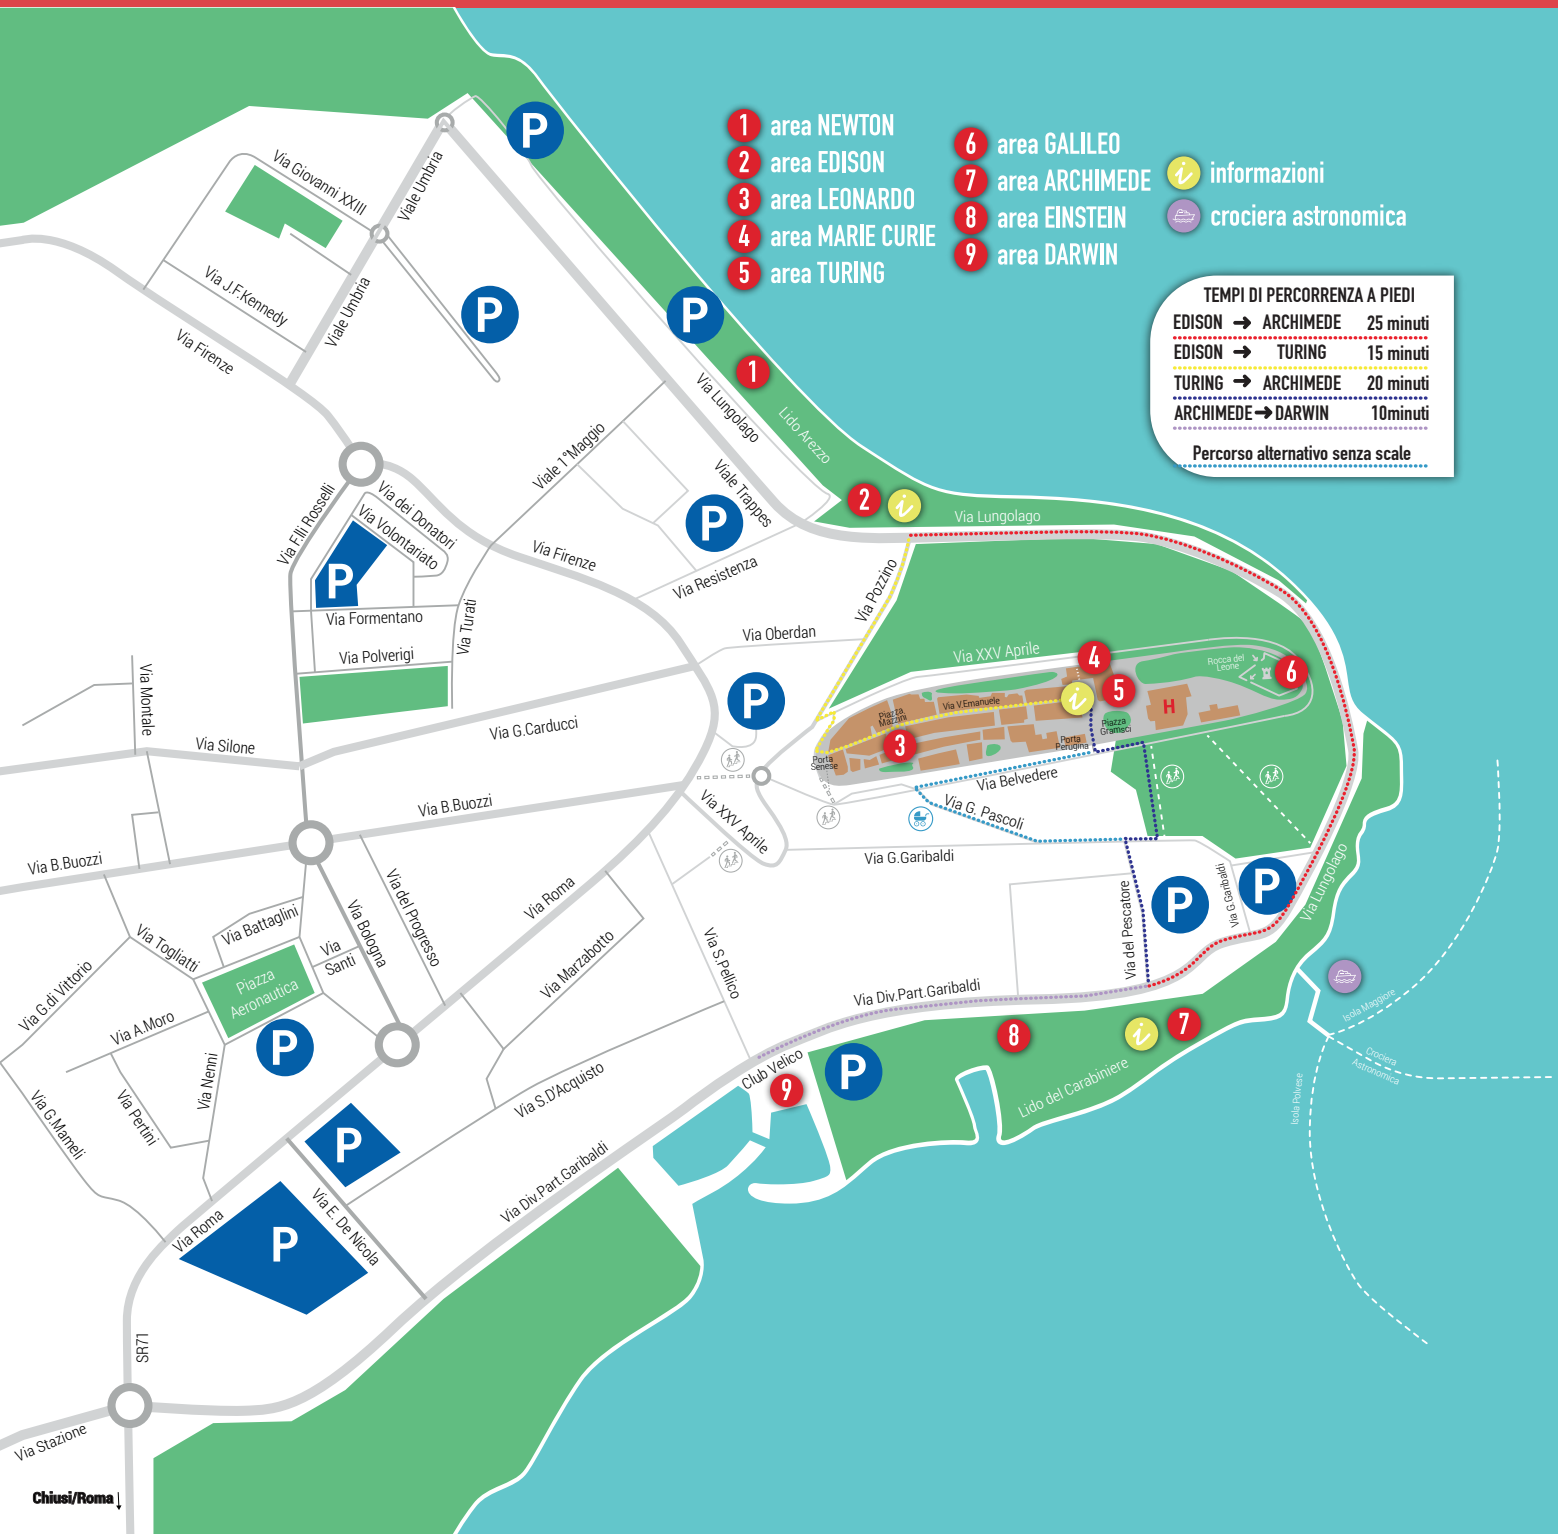 1 area NEWTON
2 area EDISON
3 area LEONARDO
4 area MARIE CURIE
5 area TURING
6 area GALILEO
7 area ARCHIMEDE
8 area EINSTEIN
9 area DARWIN
i informazioni
crociera astronomica
TEMPI DI PERCORRENZA A PIEDI
EDISON ➔ ARCHIMEDE 25 minuti
EDISON ➔ TURING 15 minuti
TURING ➔ ARCHIMEDE 20 minuti
ARCHIMEDE ➔ DARWIN 10minuti
Percorso alternativo senza scale
P
Via Giovanni XXIII
Viale Umbria
Via J.F.Kennedy
Viale Umbria
P
P
Via Firenze
1
Via Lungolago
Lido Arezzo
Viale 1°Maggio
Viale Trappes
Via F.lli Rosselli
Via dei Donatori
Via Volontariato
P
P
2
i
Via Lungolago
Via Firenze
Via Resistenza
Via Pozzino
Via Formentano
Via Turati
Via Oberdan
Via Polverigi
Via XXV Aprile
4
Rocca del
Leone
6
Via Montale
P
Piazza
Mazzini
Via V.Emanuele
i
5
H
Piazza
Gramsci
Via Silone
Via G.Carducci
3
Porta
Senese
Porta
Perugina
Via Belvedere
Via B.Buozzi
Via XXV Aprile
Via G. Pascoli
Via B.Buozzi
Via G.Garibaldi
Via del Progresso
Via Roma
Via Bologna
Via Battaglini
Via
Santi
Via Togliatti
Via del Pescatore
P
Via G.Garibaldi
P
Via Lungolago
Via G.di Vittorio
Piazza
Aeronautica
Via Marzabotto
Via S.Pellico
Via Div.Part.Garibaldi
Via A.Moro
P
Isola Maggiore
8
i
7
Crociera
Astronomica
Via Nenni
Club Velico
9
P
Lido del Carabiniere
Isola Polvese
Via G.Mameli
Via Pertini
Via S.D'Acquisto
P
Via Div.Part.Garibaldi
Via Roma
P
Via E. De Nicola
SR71
Via Stazione
Chiusi/Roma ↓